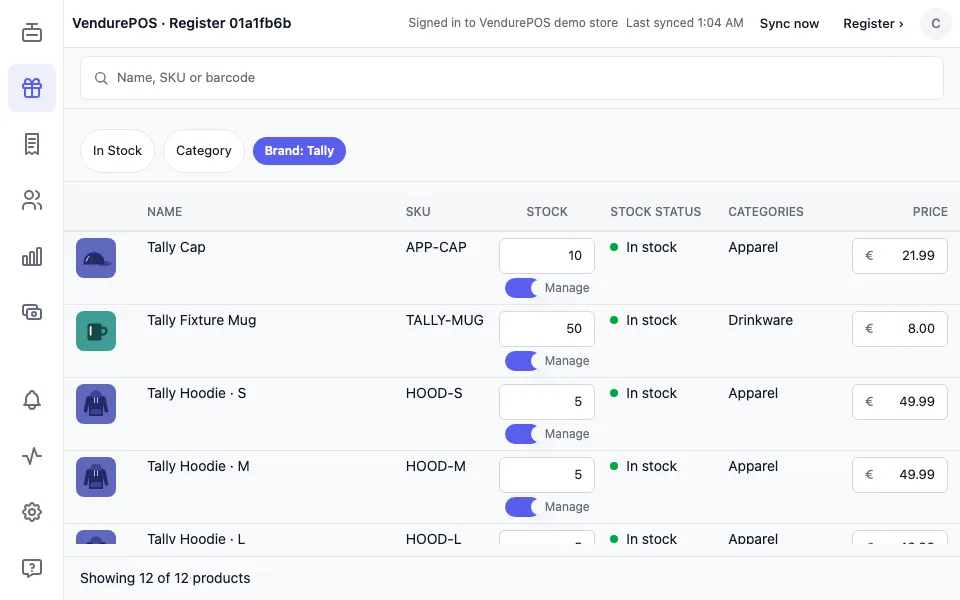 VendurePOS · Register 01a1fb6b
Signed in to VendurePOS demo store Last synced 1:04 AM Sync now Register ›
C
Name, SKU or barcode
In Stock Category Brand: Tally
NAME SKU STOCK STOCK STATUS CATEGORIES PRICE
Tally Cap APP-CAP 10 In stock Apparel € 21.99
Manage
Tally Fixture Mug TALLY-MUG 50 In stock Drinkware € 8.00
Manage
Tally Hoodie · S HOOD-S 5 In stock Apparel € 49.99
Manage
Tally Hoodie · M HOOD-M 5 In stock Apparel € 49.99
Manage
Tally Hoodie · L HOOD-L In stock Apparel
Showing 12 of 12 products